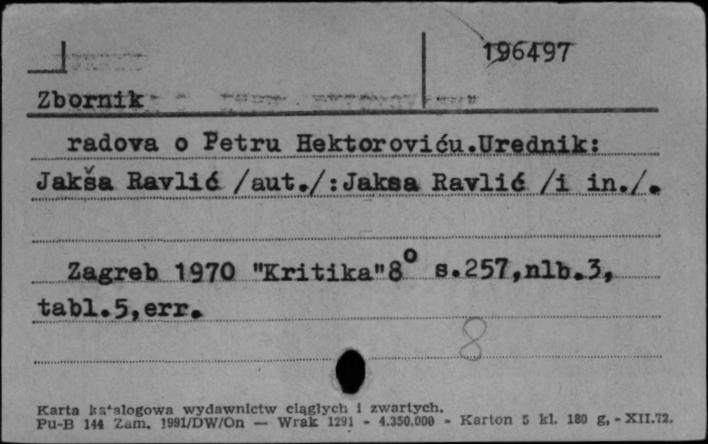 196497
Zbornik
radova o Petru Hektoroviću.Urednik:
Jakša Ravlić /aut./:Jaksa Ravlić /i in./.
Zagreb 1970 "Kritika"8° s.257,nlb.3,
tabl.5,err.
8
Karta katalogowa wydawnictw ciągłych i zwartych.
Pu-B 144 Zam. 1991/DW/On — Wrak 1291 - 4.350.000 - Karton 5 kl. 180 g, - XII.72.